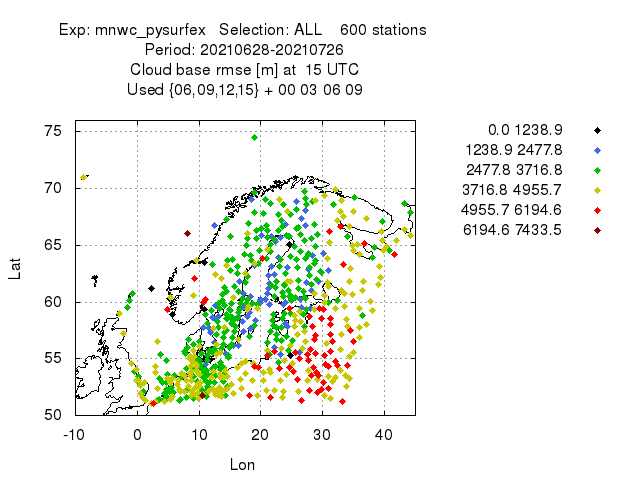 Exp: mnwc_pysurfex   Selection: ALL    600 stations
Period: 20210628-20210726
Cloud base rmse [m] at  15 UTC
Used {06,09,12,15} + 00 03 06 09
0.0 1238.9
1238.9 2477.8
2477.8 3716.8
3716.8 4955.7
4955.7 6194.6
6194.6 7433.5
75
70
65
60
55
50
Lat
-10 0 10 20 30 40
Lon